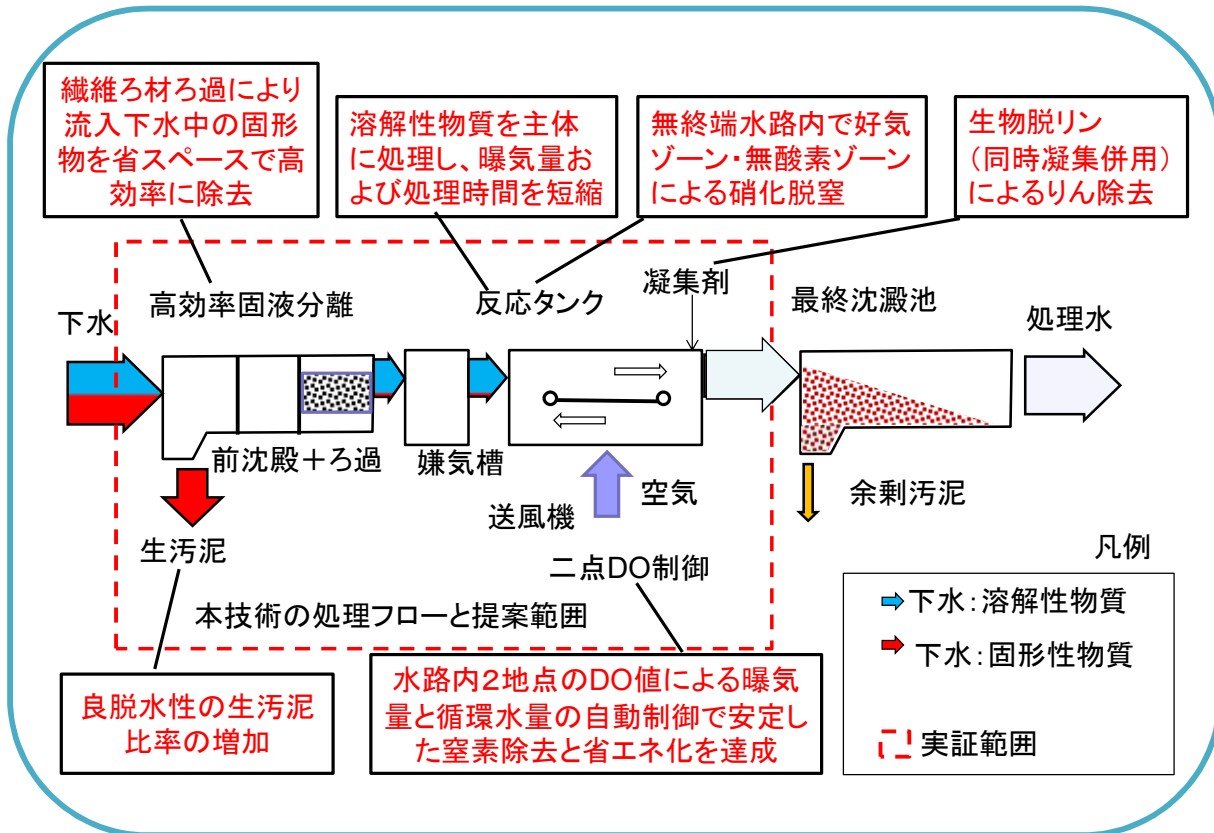 繊維ろ材ろ過により
流入下水中の固形
物を省スペースで高
効率に除去
溶解性物質を主体
に処理し、曝気量お
よび処理時間を短縮
無終端水路内で好気
ゾーン・無酸素ゾーン
による硝化脱窒
生物脱リン
（同時凝集併用）
によるりん除去
下水
高効率固液分離
反応タンク
凝集剤
最終沈澱池
処理水
前沈殿＋ろ過
嫌気槽
送風機
空気
余剰汚泥
生汚泥
二点DO制御
本技術の処理フローと提案範囲
良脱水性の生汚泥
比率の増加
水路内２地点のDO値による曝気
量と循環水量の自動制御で安定し
た窒素除去と省エネ化を達成
凡例
下水：溶解性物質
下水：固形性物質
実証範囲